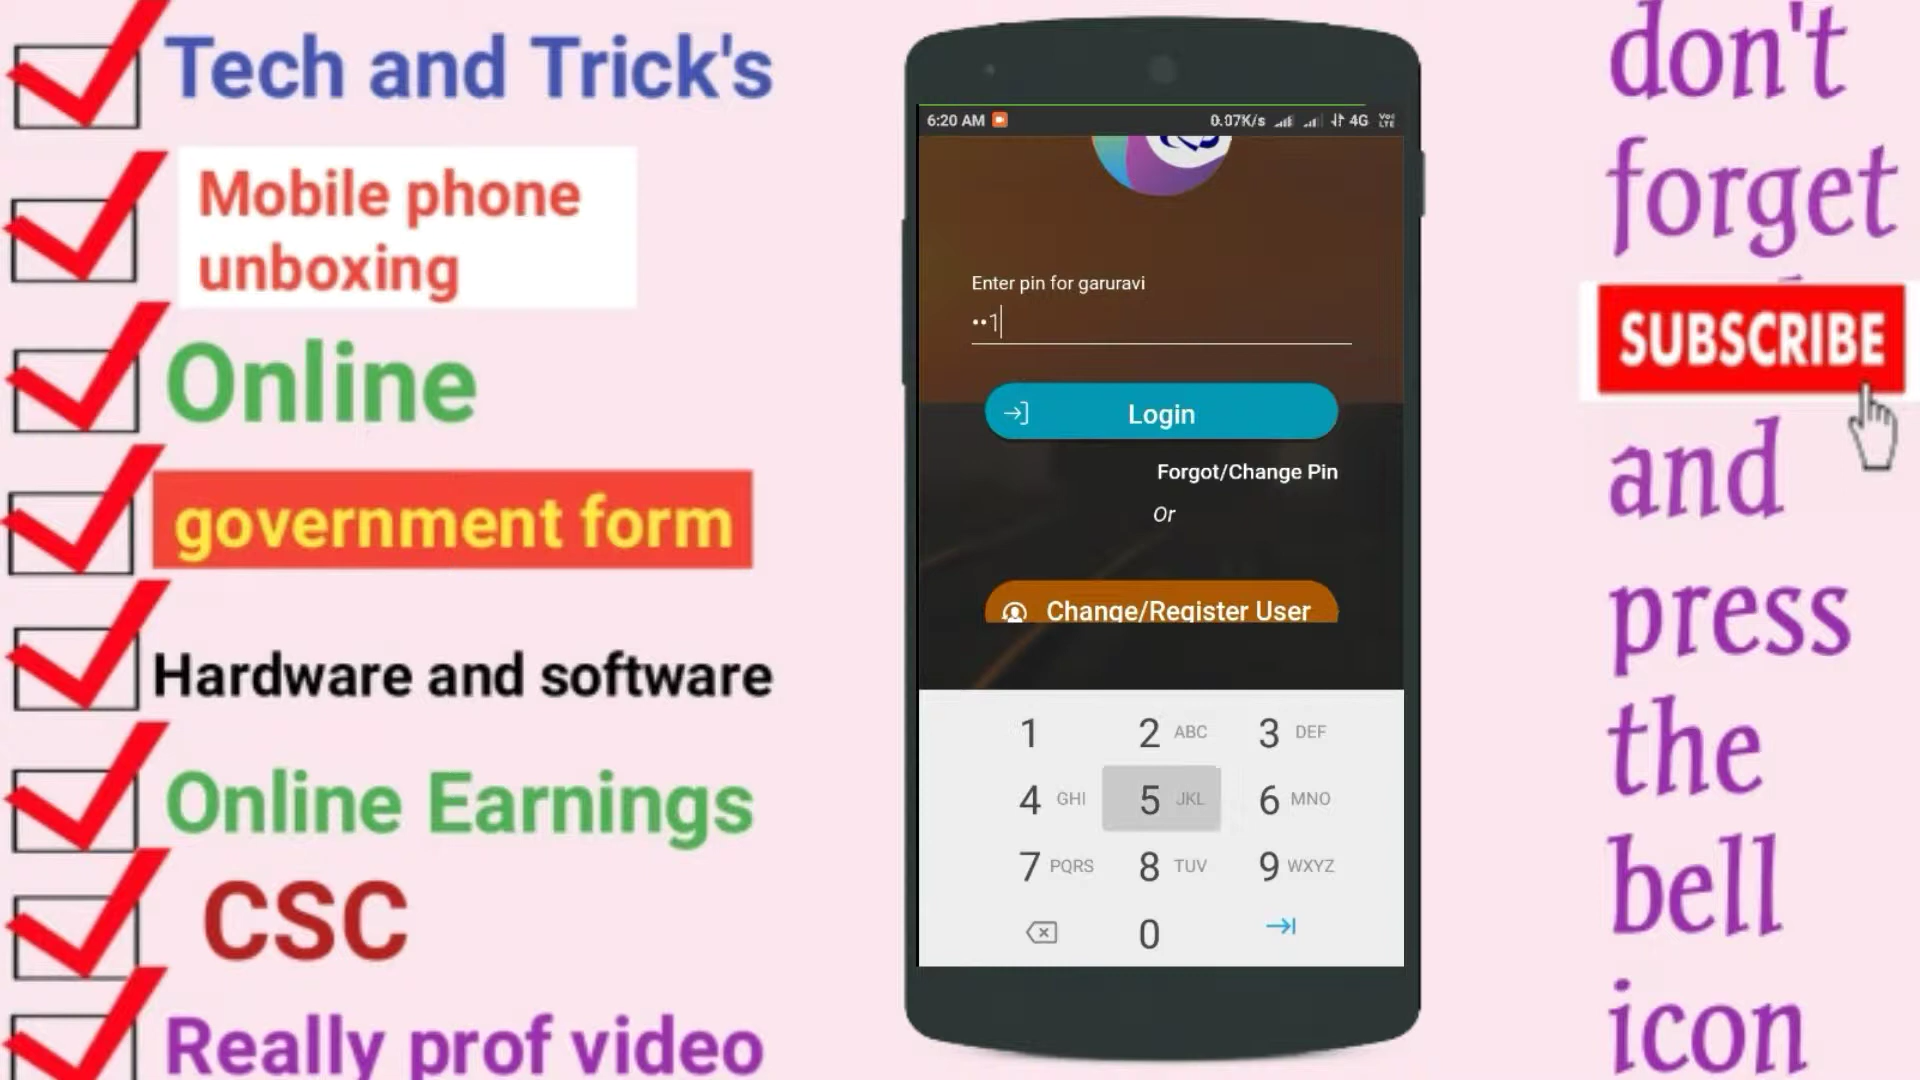 Tech and Trick's
Mobile phone
unboxing
Online
government form
Hardware and software
Online Earnings
CSC
Really prof video
6:20 AM
0.07K/s
4G
Vo
LTE
Enter pin for garuravi
••1
Login
Forgot/Change Pin
Or
Change/Register User
1
2 ABC
3 DEF
4 GHI
5 JKL
6 MNO
7 PQRS
8 TUV
9 WXYZ
0
don't
forget
SUBSCRIBE
and
press
the
bell
icon